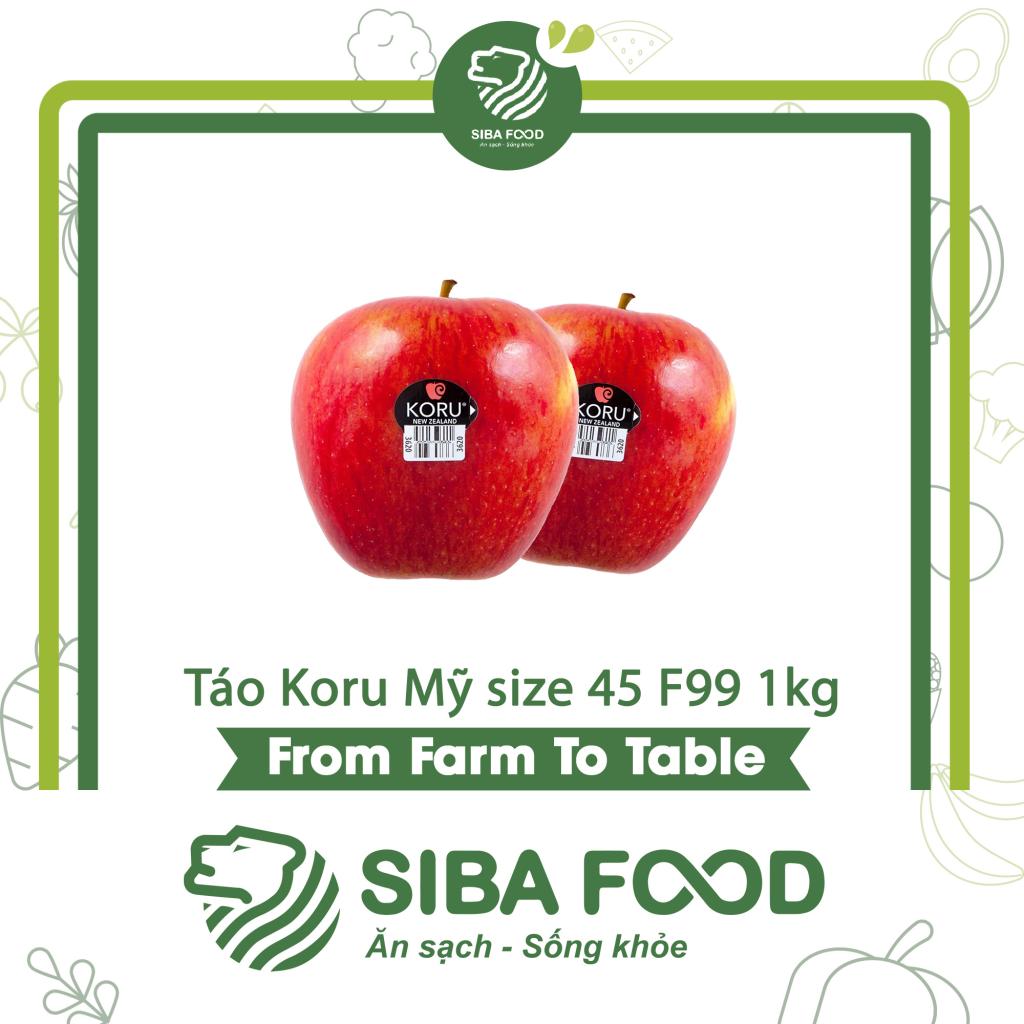 SIBA FOOD
Ăn sạch - Sống khỏe
KORU®
NEW ZEALAND
3620
3620
KORU®
NEW ZEALAND
3620
Táo Koru Mỹ size 45 F99 1kg
From Farm To Table
SIBA FOOD
Ăn sạch - Sống khỏe